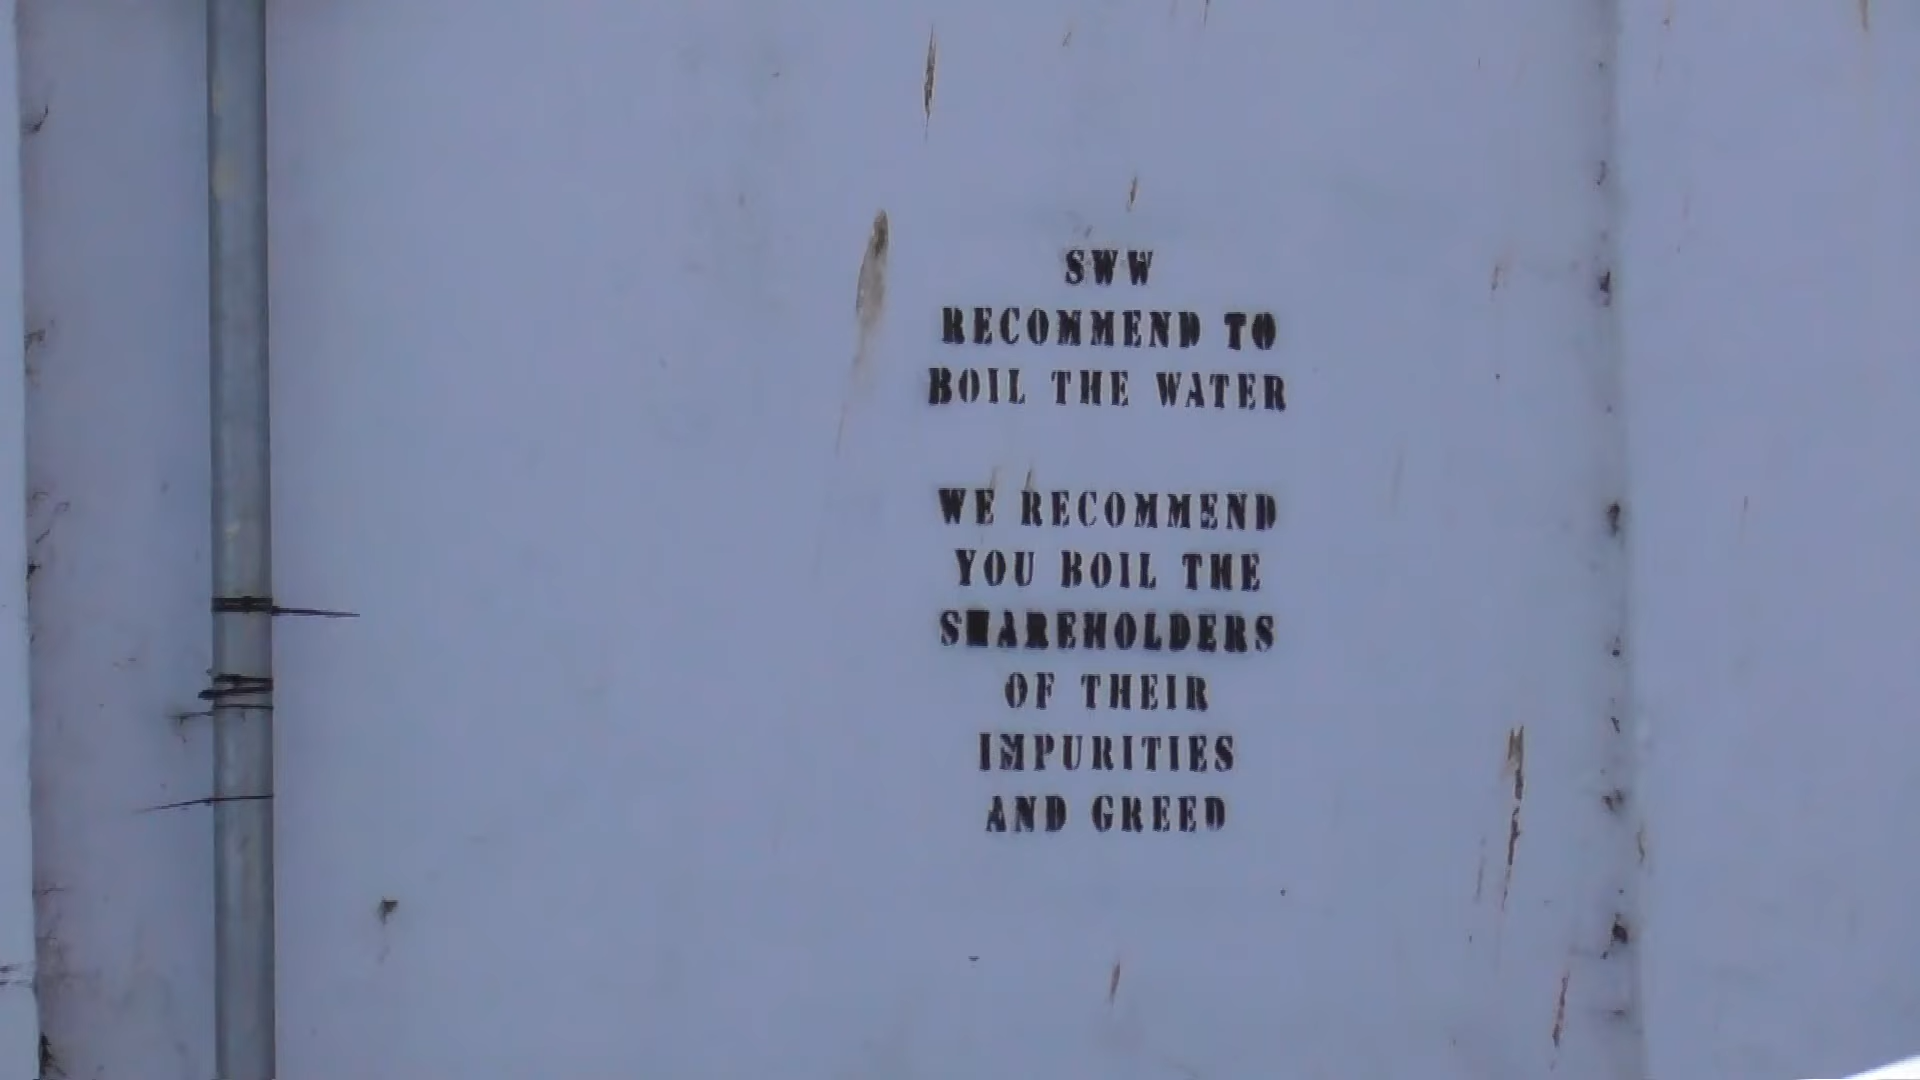 SWW
RECOMMEND TO
BOIL THE WATER
WE RECOMMEND
YOU BOIL THE
SHAREHOLDERS
OF THEIR
IMPURITIES
AND GREED